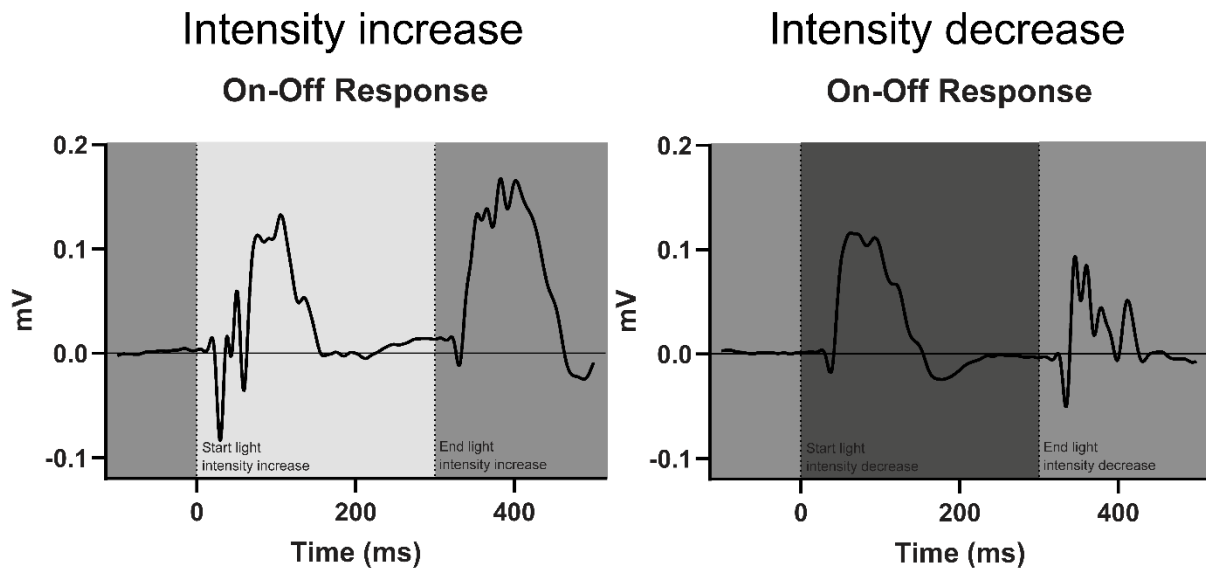 Intensity increase
On-Off Response
0.2
0.1
0.0
-0.1
mV
Start light
intensity increase
End light
intensity increase
0
200
400
Time (ms)
Intensity decrease
On-Off Response
0.2
0.1
0.0
-0.1
mV
Start light
intensity decrease
End light
intensity decrease
0
200
400
Time (ms)